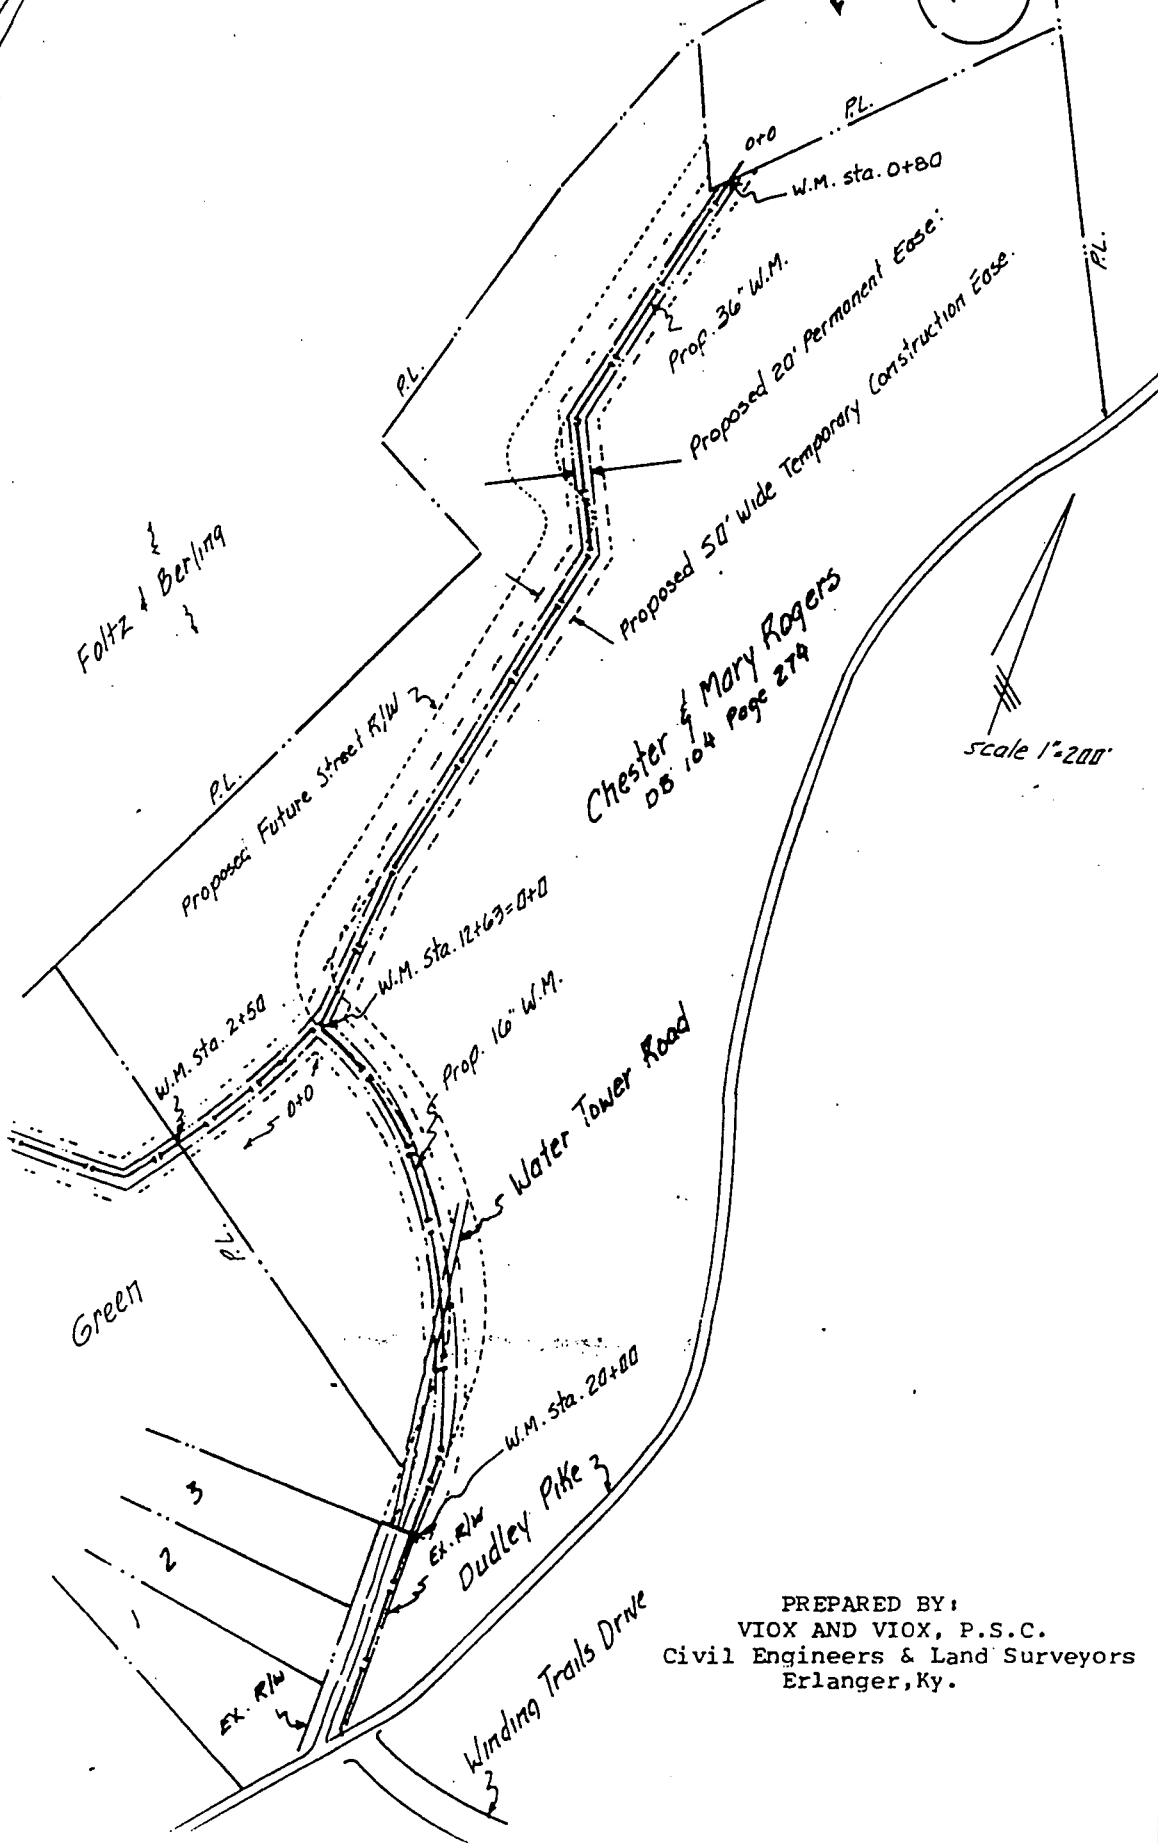 0+0
P.L.
W.M. sta. 0+80
P.L.
Prop. 36" W.M.
Proposed 20' Permanent Ease.
Proposed 50' Wide Temporary Construction Ease.
P.L.
Foltz & Berling
Chester & Mary Rogers
DB 104 Page 274
scale 1"=200'
Proposed Future Street R/W
P.L.
W.M. Sta. 12+63=0+0
W.M. sta. 2+50
0+0
Prop. 16" W.M.
Water Tower Road
P.L.
Green
W.M. sta. 20+00
3
2
1
Ex. R/W
Dudley Pike
Ex. R/W
Winding Trails Drive
PREPARED BY:
VIOX AND VIOX, P.S.C.
Civil Engineers & Land Surveyors
Erlanger, Ky.